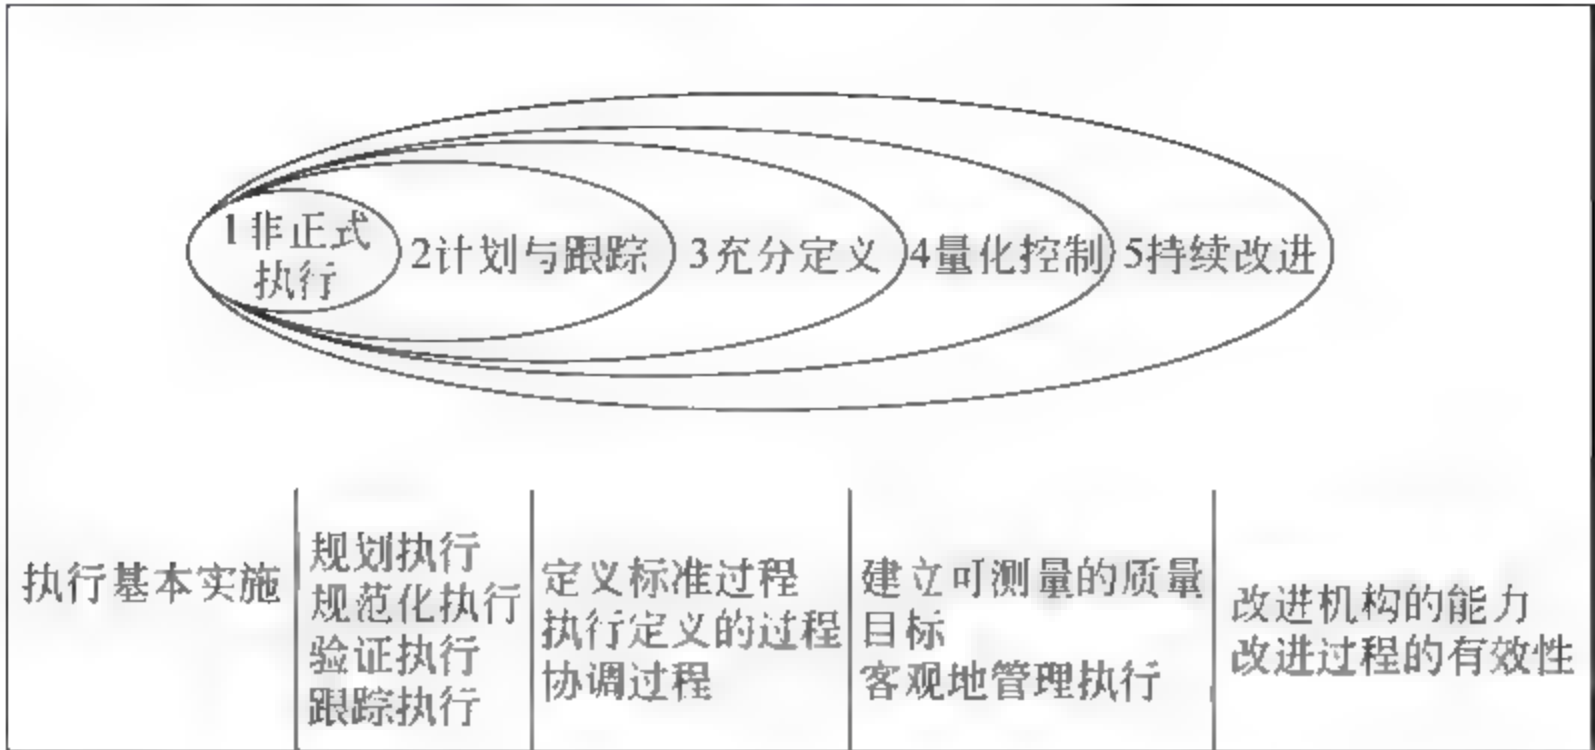 1非正式
执行
2计划与跟踪
3充分定义
4量化控制
5持续改进
执行基本实施
规划执行
规范化执行
验证执行
跟踪执行
定义标准过程
执行定义的过程
协调过程
建立可测量的质量
目标
客观地管理执行
改进机构的能力
改进过程的有效性